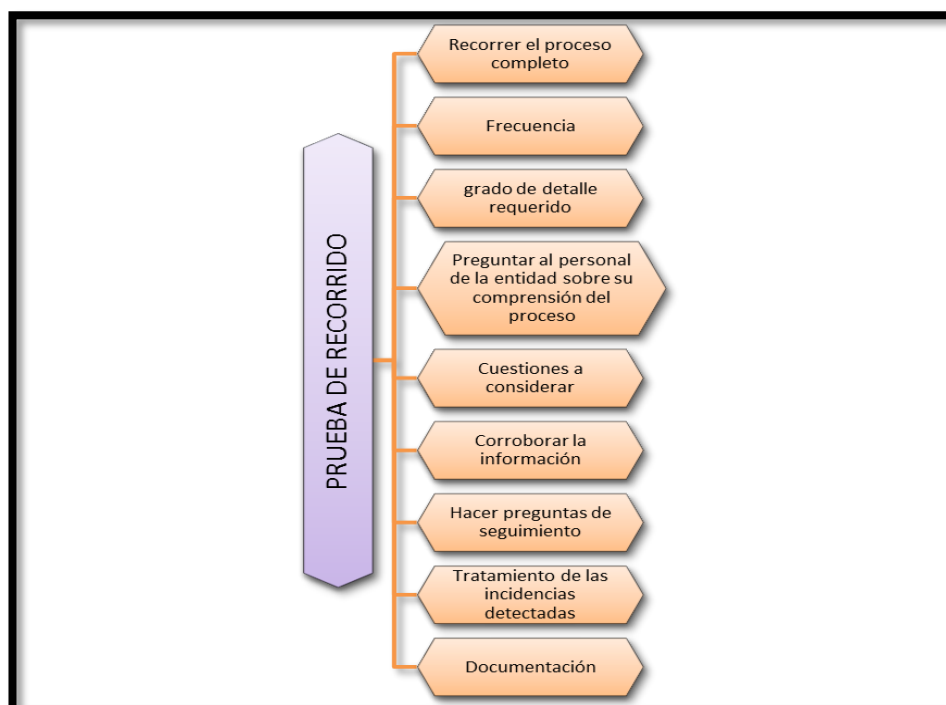 PRUEBA DE RECORRIDO
Recorrer el proceso
completo
Frecuencia
grado de detalle
requerido
Preguntar al personal
de la entidad sobre su
comprensión del
proceso
Cuestiones a
considerar
Corroborar la
información
Hacer preguntas de
seguimiento
Tratamiento de las
incidencias
detectadas
Documentación